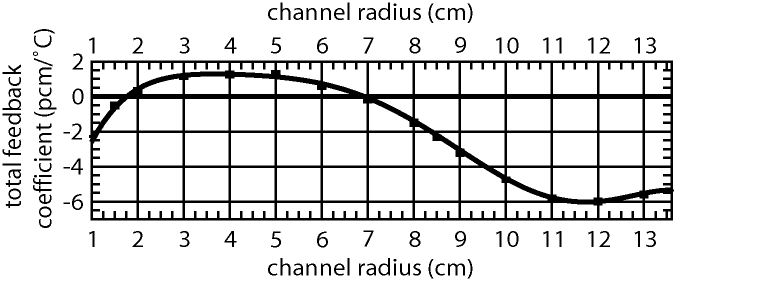 channel radius (cm)
1 2 3 4 5 6 7 8 9 10 11 12 13
total feedback
coefficient (pcm/°C)
2
0
-2
-4
-6
1 2 3 4 5 6 7 8 9 10 11 12 13
channel radius (cm)